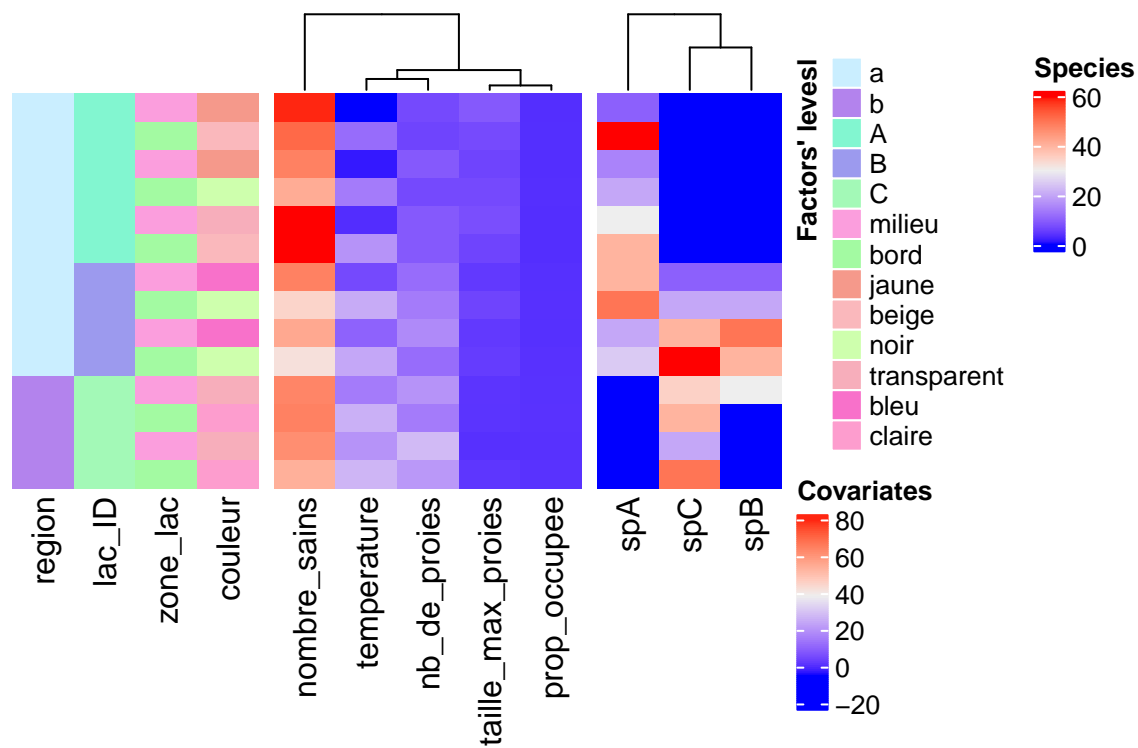 Factors' levesl
a
b
A
B
C
milieu
bord
jaune
beige
noir
transparent
bleu
claire
Species
60
40
20
0
region
lac_ID
zone_lac
couleur
nombre_sains
temperature
nb_de_proies
taille_max_proies
prop_occupee
spA
spC
spB
Covariates
80
60
40
20
0
−20